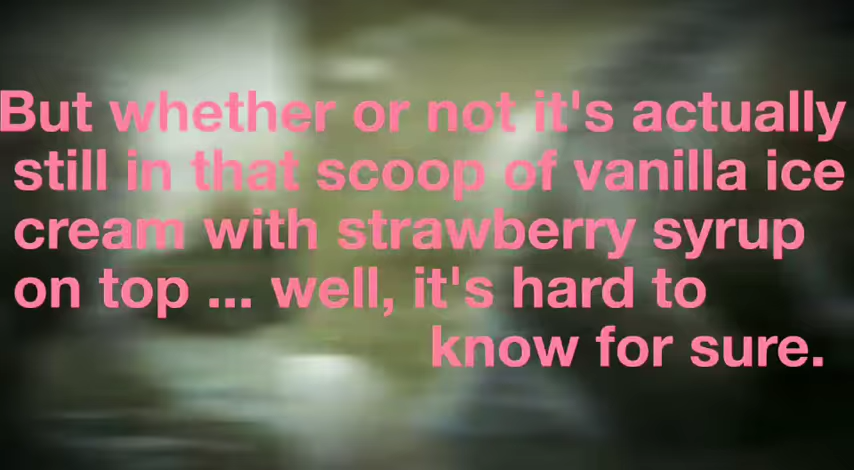 But whether or not it's actually
still in that scoop of vanilla ice
cream with strawberry syrup
on top ... well, it's hard to
know for sure.